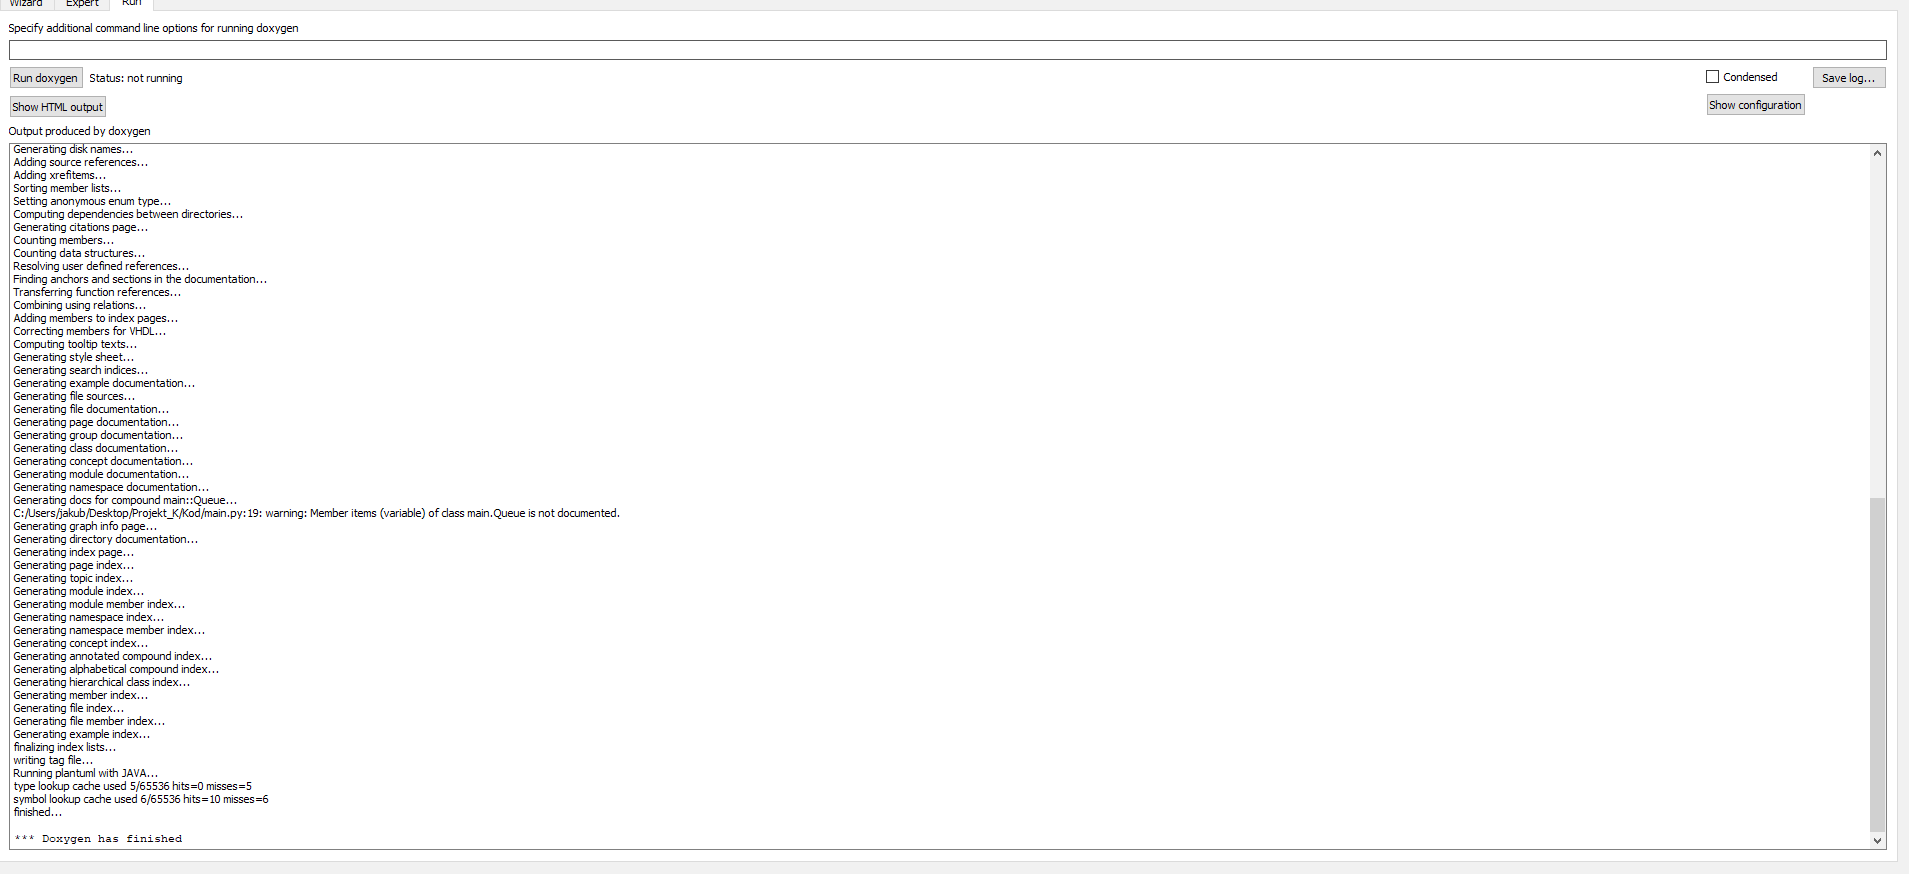 Wizard Expert Run
Specify additional command line options for running doxygen
Run doxygen Status: not running Condensed Save log...
Show HTML output Show configuration
Output produced by doxygen
Generating disk names...
Adding source references...
Adding xrefitems...
Sorting member lists...
Setting anonymous enum type...
Computing dependencies between directories...
Generating citations page...
Counting members...
Counting data structures...
Resolving user defined references...
Finding anchors and sections in the documentation...
Transferring function references...
Combining using relations...
Adding members to index pages...
Correcting members for VHDL...
Computing tooltip texts...
Generating style sheet...
Generating search indices...
Generating example documentation...
Generating file sources...
Generating file documentation...
Generating page documentation...
Generating group documentation...
Generating class documentation...
Generating concept documentation...
Generating module documentation...
Generating namespace documentation...
Generating docs for compound main::Queue...
C:/Users/jakub/Desktop/Projekt_K/Kod/main.py:19: warning: Member items (variable) of class main.Queue is not documented.
Generating graph info page...
Generating directory documentation...
Generating index page...
Generating page index...
Generating topic index...
Generating module index...
Generating module member index...
Generating namespace index...
Generating namespace member index...
Generating concept index...
Generating annotated compound index...
Generating alphabetical compound index...
Generating hierarchical class index...
Generating member index...
Generating file index...
Generating file member index...
Generating example index...
finalizing index lists...
writing tag file...
Running plantuml with JAVA...
type lookup cache used 5/65536 hits=0 misses=5
symbol lookup cache used 6/65536 hits=10 misses=6
finished...
*** Doxygen has finished